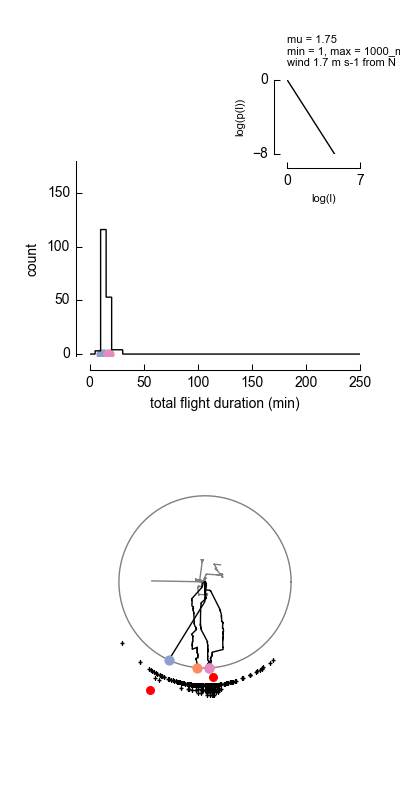 mu = 1.75
min = 1, max = 1000_m
wind 1.7 m s-1 from N
0
log(p(l))
−8
0
7
log(l)
150
count
100
50
0
0
50
100
150
200
250
total flight duration (min)